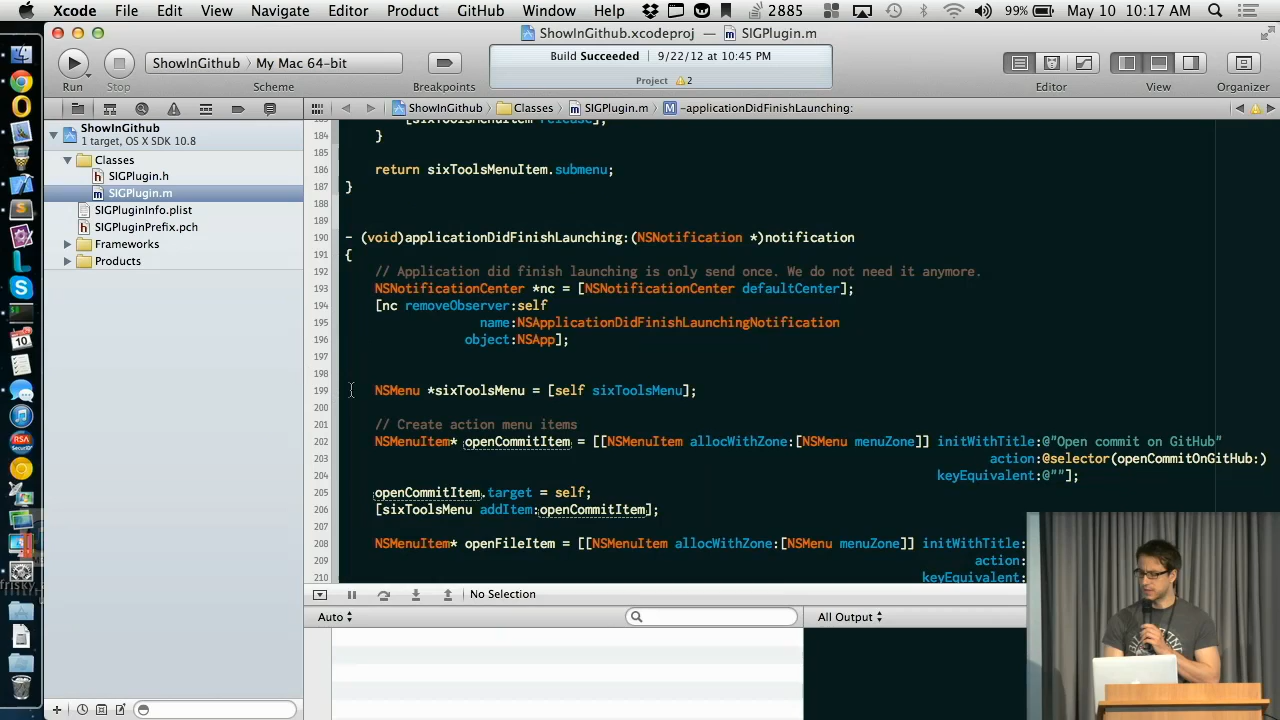 Xcode File Edit View Navigate Editor Product GitHub Window Help 2885 99% May 10 10:17 AM
ShowInGithub.xcodeproj — SIGPlugin.m
Build Succeeded 9/22/12 at 10:45 PM
Project 2
ShowInGithub My Mac 64-bit
Run Stop Scheme Breakpoints Editor View Organizer
ShowInGithub Classes SIGPlugin.m M -applicationDidFinishLaunching:
ShowInGithub
1 target, OS X SDK 10.8
Classes
h SIGPlugin.h
m SIGPlugin.m
SIGPluginInfo.plist
h SIGPluginPrefix.pch
Frameworks
Products
183 [sixToolsMenuItem release];
184 }
185
186 return sixToolsMenuItem.submenu;
187 }
188
189
190 - (void)applicationDidFinishLaunching:(NSNotification *)notification
191 {
192 // Application did finish launching is only send once. We do not need it anymore.
193 NSNotificationCenter *nc = [NSNotificationCenter defaultCenter];
194 [nc removeObserver:self
195 name:NSApplicationDidFinishLaunchingNotification
196 object:NSApp];
197
198
199 NSMenu *sixToolsMenu = [self sixToolsMenu];
200
201 // Create action menu items
202 NSMenuItem* openCommitItem = [[NSMenuItem allocWithZone:[NSMenu menuZone]] initWithTitle:@"Open commit on GitHub"
203 action:@selector(openCommitOnGitHub:)
204 keyEquivalent:@""];
205 openCommitItem.target = self;
206 [sixToolsMenu addItem:openCommitItem];
207
208 NSMenuItem* openFileItem = [[NSMenuItem allocWithZone:[NSMenu menuZone]] initWithTitle:
209 action:
210 keyEquivalent:
No Selection
Auto All Output
10
RSA
frisky